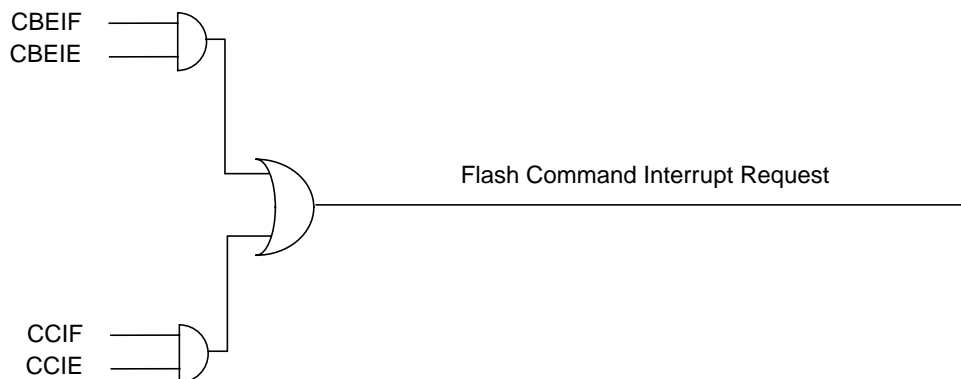 CBEIF
CBEIE
Flash Command Interrupt Request
CCIF
CCIE